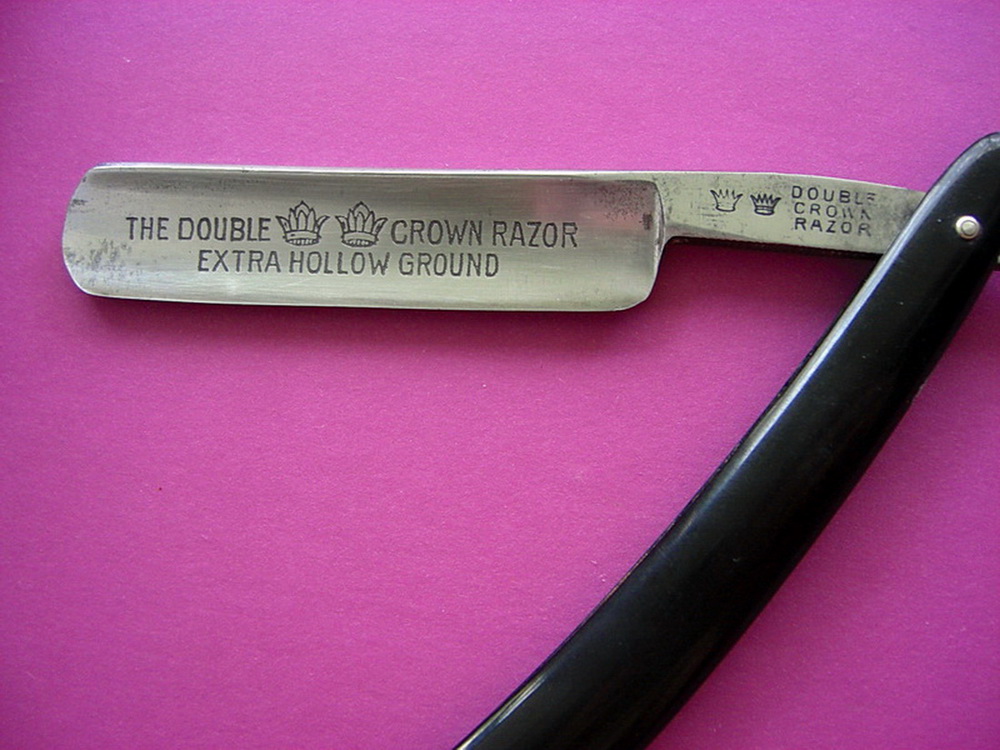 THE DOUBLE CROWN RAZOR
EXTRA HOLLOW GROUND
DOUBLE
CROWN
RAZOR